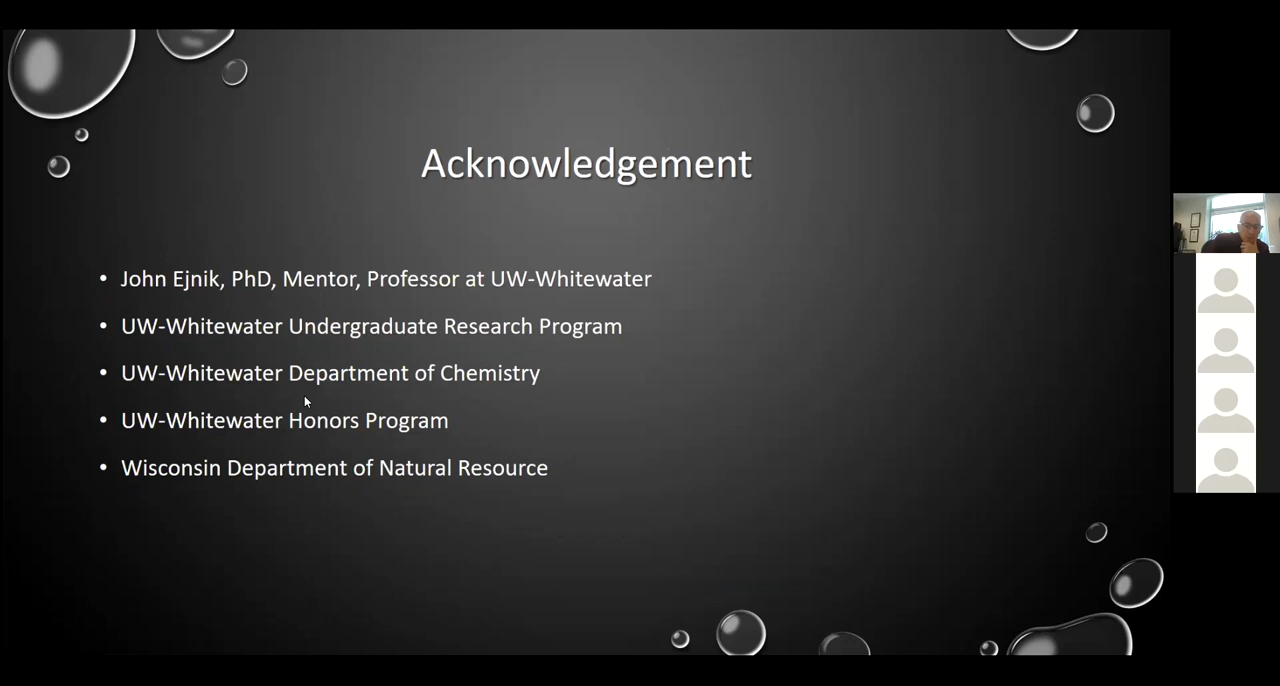 Acknowledgement
• John Ejnik, PhD, Mentor, Professor at UW-Whitewater
• UW-Whitewater Undergraduate Research Program
• UW-Whitewater Department of Chemistry
• UW-Whitewater Honors Program
• Wisconsin Department of Natural Resource